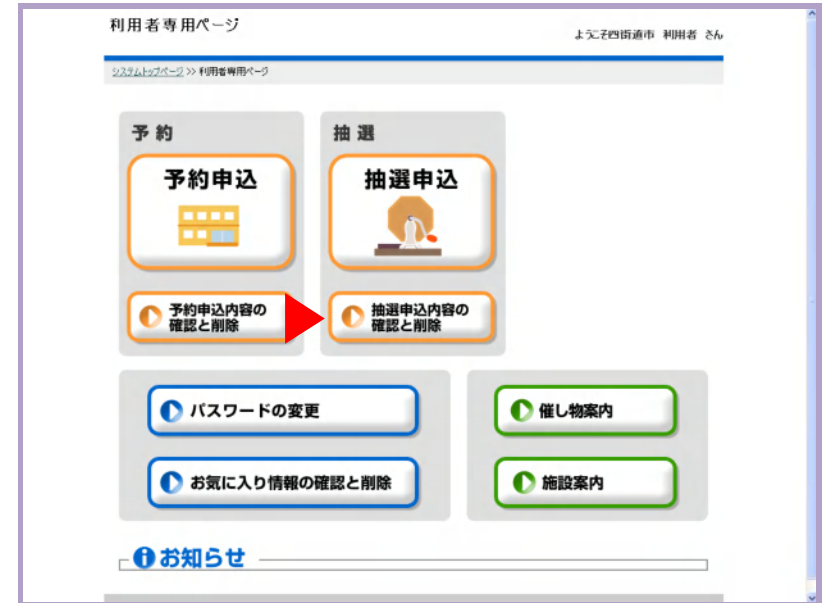 利用者専用ページ
ようこそ四街道市 利用者 さん
システムトップページ >> 利用者専用ページ
予約
抽選
予約申込
抽選申込
予約申込内容の
確認と削除
抽選申込内容の
確認と削除
パスワードの変更
催し物案内
お気に入り情報の確認と削除
施設案内
お知らせ